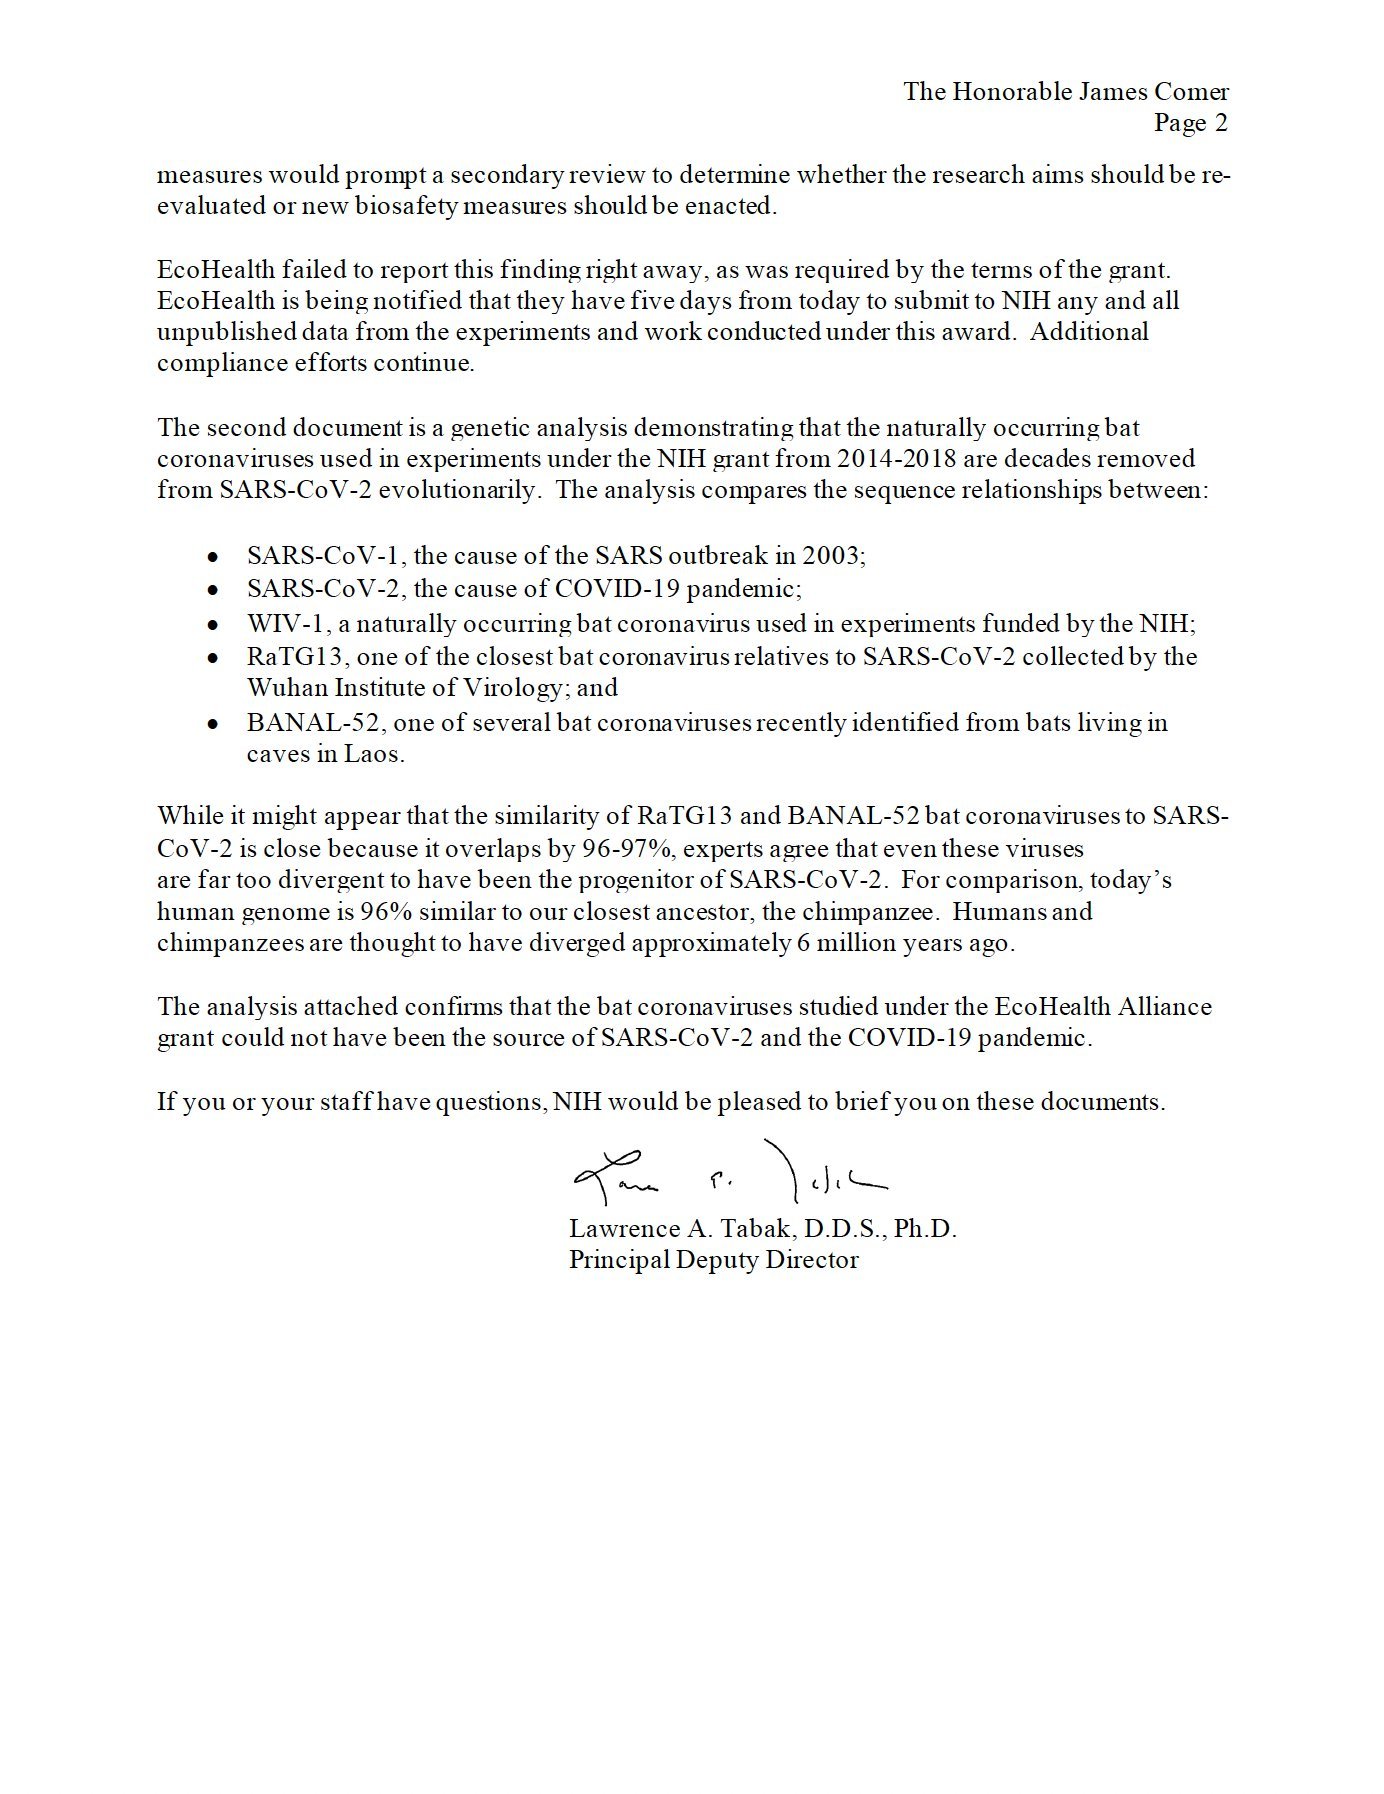 The Honorable James Comer
Page 2
measures would prompt a secondary review to determine whether the research aims should be re-
evaluated or new biosafety measures should be enacted.
EcoHealth failed to report this finding right away, as was required by the terms of the grant.
EcoHealth is being notified that they have five days from today to submit to NIH any and all
unpublished data from the experiments and work conducted under this award.  Additional
compliance efforts continue.
The second document is a genetic analysis demonstrating that the naturally occurring bat
coronaviruses used in experiments under the NIH grant from 2014-2018 are decades removed
from SARS-CoV-2 evolutionarily.  The analysis compares the sequence relationships between:
• SARS-CoV-1, the cause of the SARS outbreak in 2003;
• SARS-CoV-2, the cause of COVID-19 pandemic;
• WIV-1, a naturally occurring bat coronavirus used in experiments funded by the NIH;
• RaTG13, one of the closest bat coronavirus relatives to SARS-CoV-2 collected by the
Wuhan Institute of Virology; and
• BANAL-52, one of several bat coronaviruses recently identified from bats living in
caves in Laos.
While it might appear that the similarity of RaTG13 and BANAL-52 bat coronaviruses to SARS-
CoV-2 is close because it overlaps by 96-97%, experts agree that even these viruses
are far too divergent to have been the progenitor of SARS-CoV-2.  For comparison, today’s
human genome is 96% similar to our closest ancestor, the chimpanzee.  Humans and
chimpanzees are thought to have diverged approximately 6 million years ago.
The analysis attached confirms that the bat coronaviruses studied under the EcoHealth Alliance
grant could not have been the source of SARS-CoV-2 and the COVID-19 pandemic.
If you or your staff have questions, NIH would be pleased to brief you on these documents.
Lawrence A. Tabak, D.D.S., Ph.D.
Principal Deputy Director